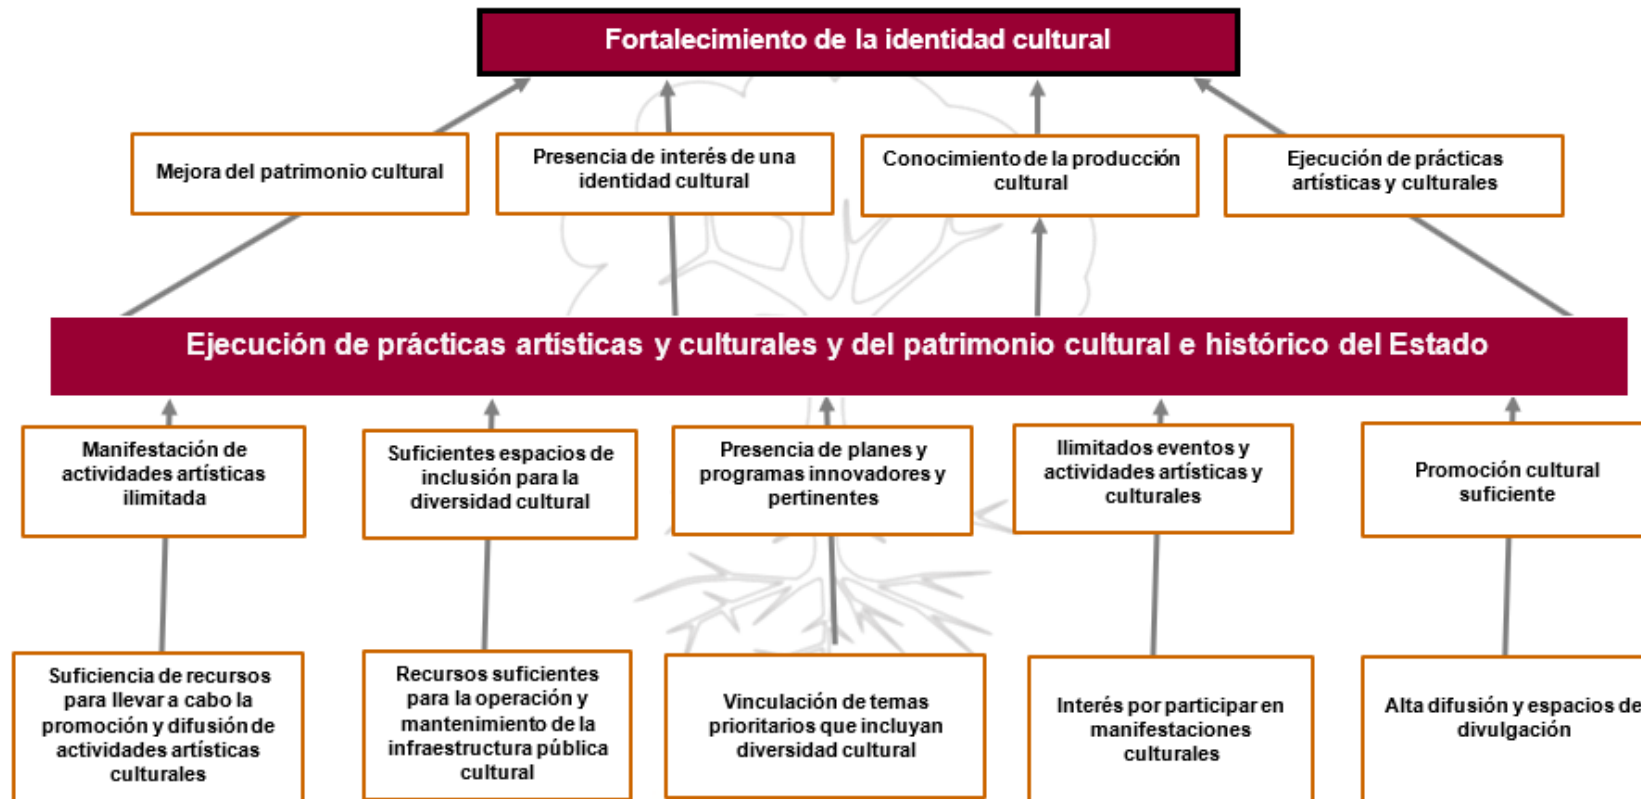 Fortalecimiento de la identidad cultural
Mejora del patrimonio cultural
Presencia de interés de una
identidad cultural
Conocimiento de la producción
cultural
Ejecución de prácticas
artísticas y culturales
Ejecución de prácticas artísticas y culturales y del patrimonio cultural e histórico del Estado
Manifestación de
actividades artísticas
ilimitada
Suficientes espacios de
inclusión para la
diversidad cultural
Presencia de planes y
programas innovadores y
pertinentes
Ilimitados eventos y
actividades artísticas y
culturales
Promoción cultural
suficiente
Suficiencia de recursos
para llevar a cabo la
promoción y difusión de
actividades artísticas
culturales
Recursos suficientes
para la operación y
mantenimiento de la
infraestructura pública
cultural
Vinculación de temas
prioritarios que incluyan
diversidad cultural
Interés por participar en
manifestaciones
culturales
Alta difusión y espacios de
divulgación